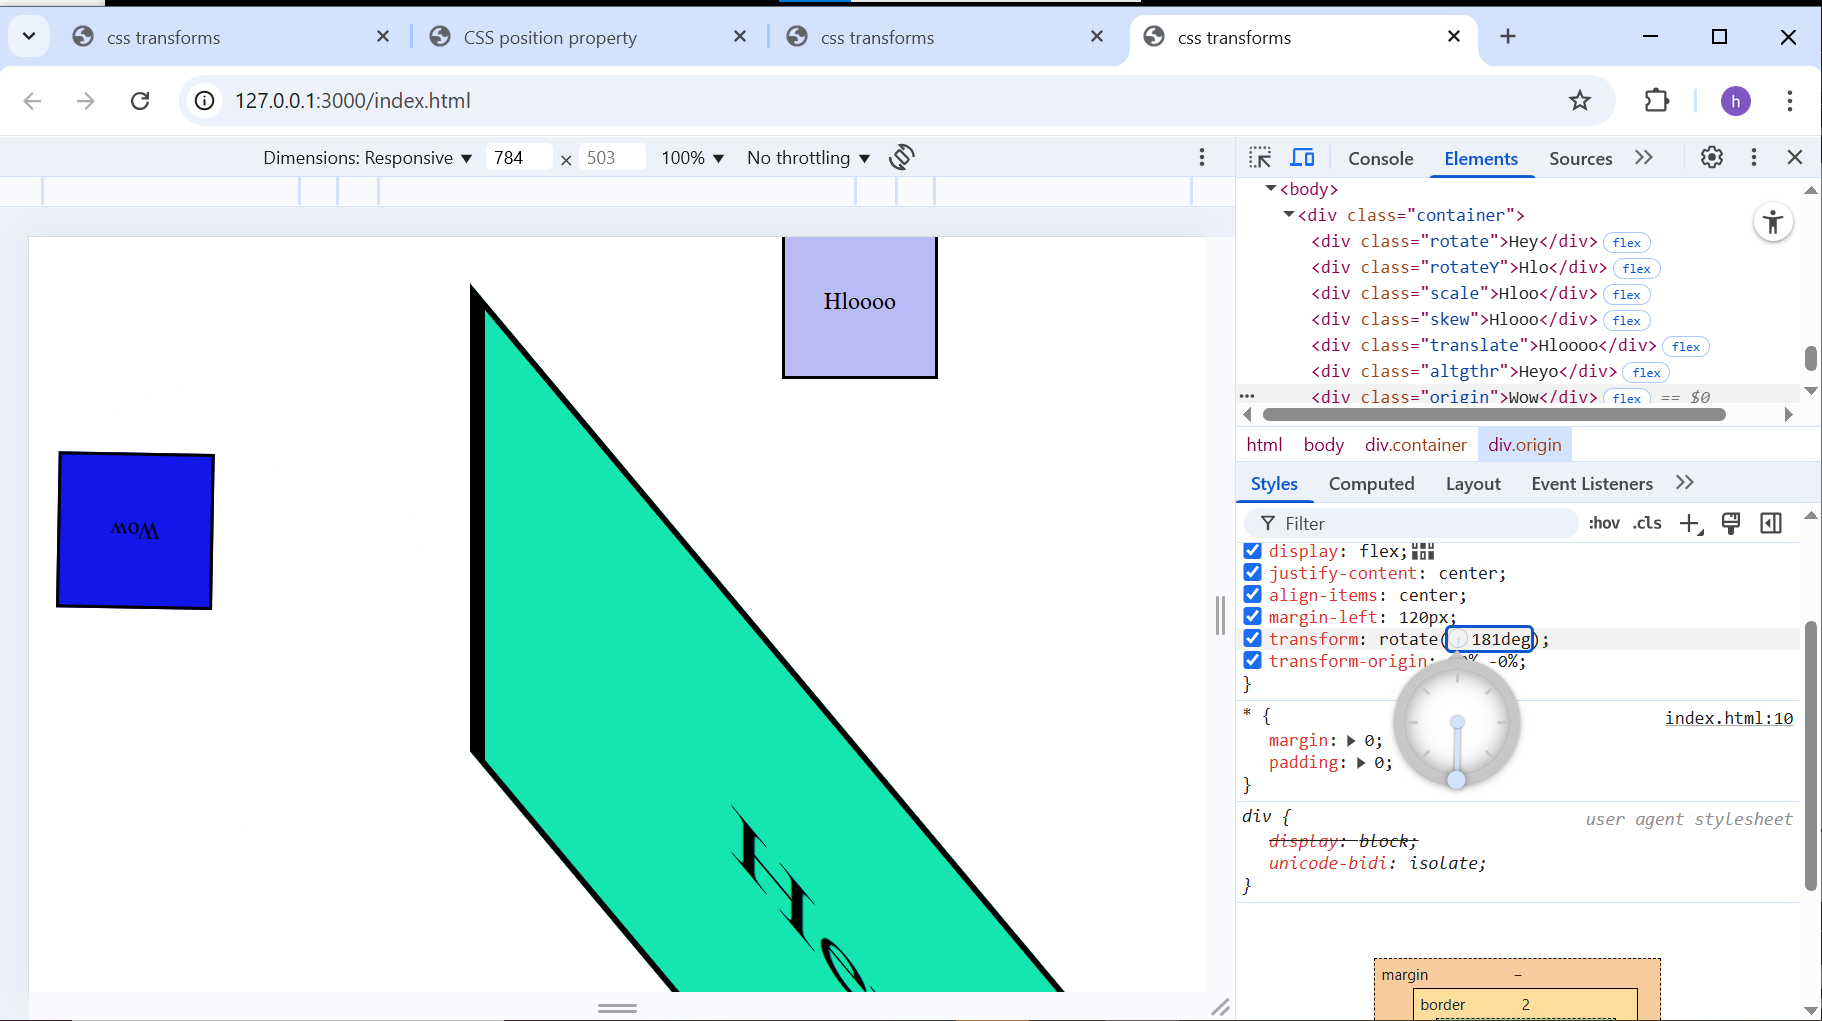 css transforms
CSS position property
css transforms
css transforms
127.0.0.1:3000/index.html
h
Dimensions: Responsive 784 × 503 100% No throttling
Console Elements Sources
<body>
<div class="container">
<div class="rotate">Hey</div> flex
<div class="rotateY">Hlo</div> flex
<div class="scale">Hloo</div> flex
<div class="skew">Hlooo</div> flex
<div class="translate">Hloooo</div> flex
<div class="altgthr">Heyo</div> flex
<div class="origin">Wow</div> flex == $0
html body div.container div.origin
Styles Computed Layout Event Listeners
Filter :hov .cls
display: flex;
justify-content: center;
align-items: center;
margin-left: 120px;
transform: rotate( 181deg);
transform-origin: % -0%;
}
* {
index.html:10
margin: 0;
padding: 0;
}
div {
user agent stylesheet
display: block;
unicode-bidi: isolate;
}
margin –
border 2
Hloooo
Wow
Hlo